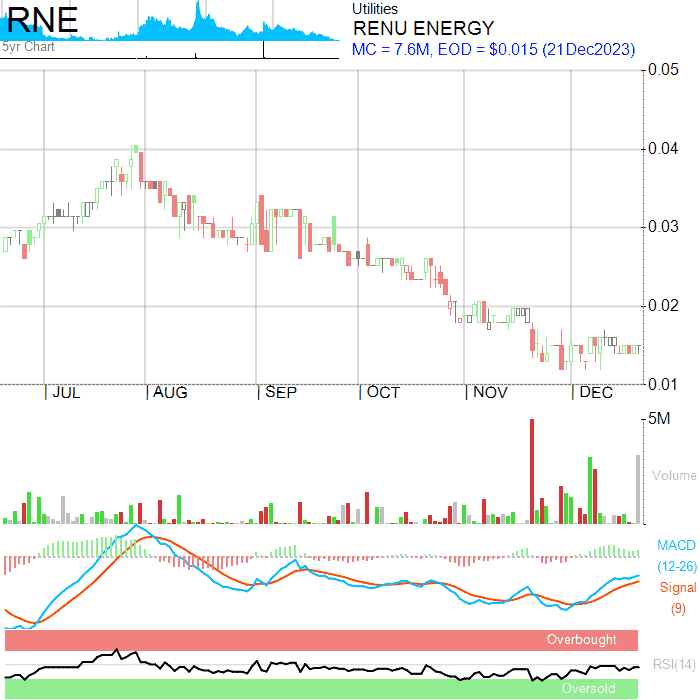 RNE
5yr Chart
Utilities
RENU ENERGY
MC = 7.6M, EOD = $0.015 (21Dec2023)
0.05
0.04
0.03
0.02
0.01
JUL AUG SEP OCT NOV DEC
5M
Volume
MACD
(12-26)
Signal
(9)
Overbought
RSI(14)
Oversold